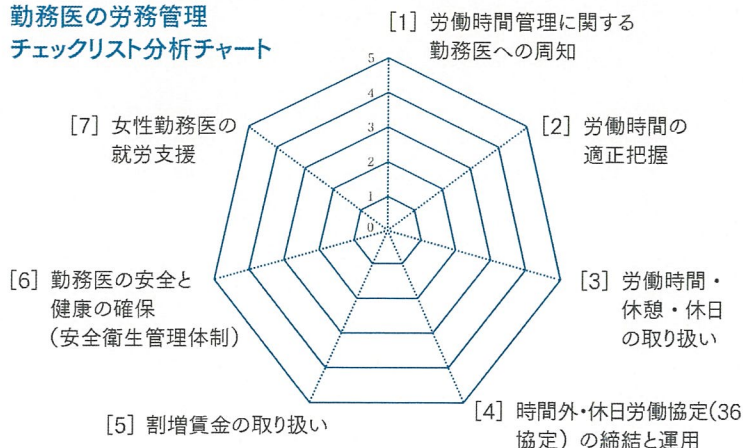 勤務医の労務管理
チェックリスト分析チャート
[1] 労働時間管理に関する
勤務医への周知
[2] 労働時間の
適正把握
[3] 労働時間・
休憩・休日
の取り扱い
[4] 時間外・休日労働協定(36
協定）の締結と運用
[5] 割増賃金の取り扱い
[6] 勤務医の安全と
健康の確保
（安全衛生管理体制）
[7] 女性勤務医の
就労支援
5
4
3
2
1
0